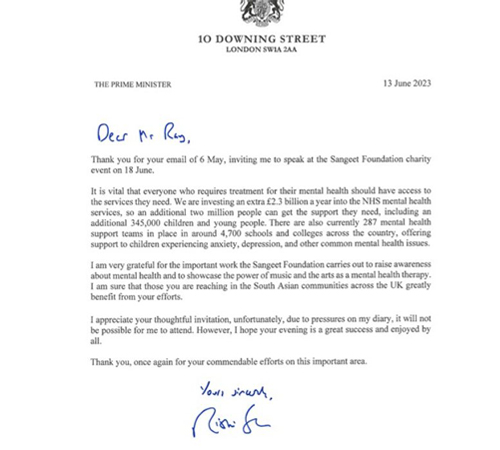 10 DOWNING STREET
LONDON SW1A 2AA
THE PRIME MINISTER 13 June 2023
Dear Mr Ray,
Thank you for your email of 6 May, inviting me to speak at the Sangeet Foundation charity
event on 18 June.
It is vital that everyone who requires treatment for their mental health should have access to
the services they need. We are investing an extra £2.3 billion a year into the NHS mental health
services, so an additional two million people can get the support they need, including an
additional 345,000 children and young people. There are also currently 287 mental health
support teams in place in around 4,700 schools and colleges across the country, offering
support to children experiencing anxiety, depression, and other common mental health issues.
I am very grateful for the important work the Sangeet Foundation carries out to raise awareness
about mental health and to showcase the power of music and the arts as a mental health therapy.
I am sure that those you are reaching in the South Asian communities across the UK greatly
benefit from your efforts.
I appreciate your thoughtful invitation, unfortunately, due to pressures on my diary, it will not
be possible for me to attend. However, I hope your evening is a great success and enjoyed by
all.
Thank you, once again for your commendable efforts on this important area.
Yours sincerely,
Rishi